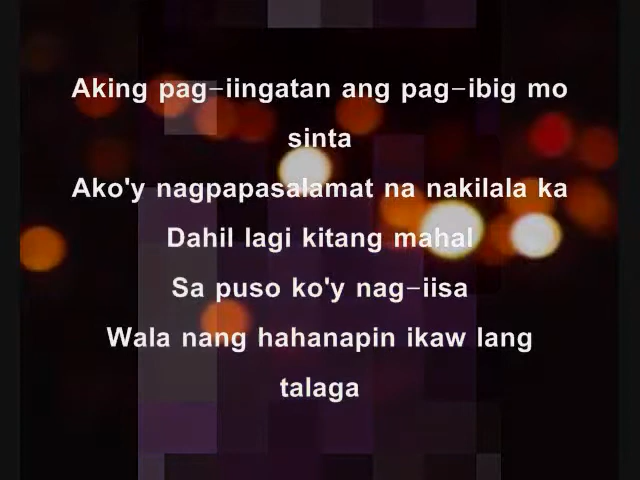 Aking pag-iingatan ang pag-ibig mo
sinta
Ako'y nagpapasalamat na nakilala ka
Dahil lagi kitang mahal
Sa puso ko'y nag-iisa
Wala nang hahanapin ikaw lang
talaga